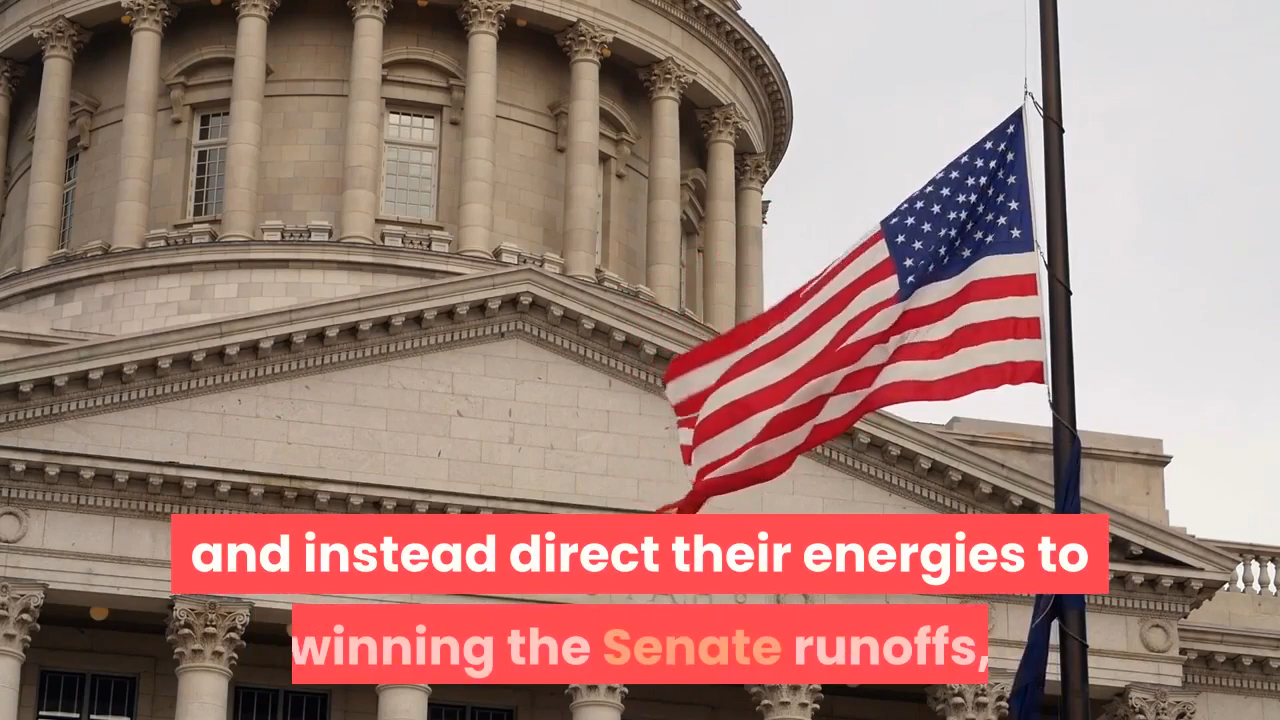 and instead direct their energies to
winning the Senate runoffs,